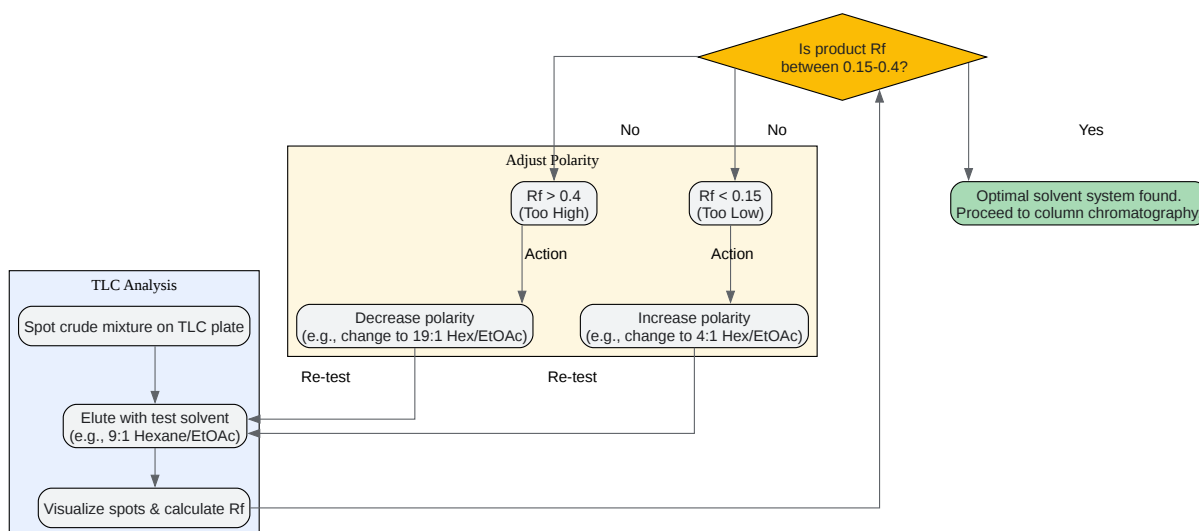 Is product Rf
between 0.15-0.4?
No
No
Yes
Adjust Polarity
Rf > 0.4
(Too High)
Rf < 0.15
(Too Low)
Optimal solvent system found.
Proceed to column chromatography
Action
Action
TLC Analysis
Spot crude mixture on TLC plate
Decrease polarity
(e.g., change to 19:1 Hex/EtOAc)
Increase polarity
(e.g., change to 4:1 Hex/EtOAc)
Re-test
Re-test
Elute with test solvent
(e.g., 9:1 Hexane/EtOAc)
Visualize spots & calculate Rf